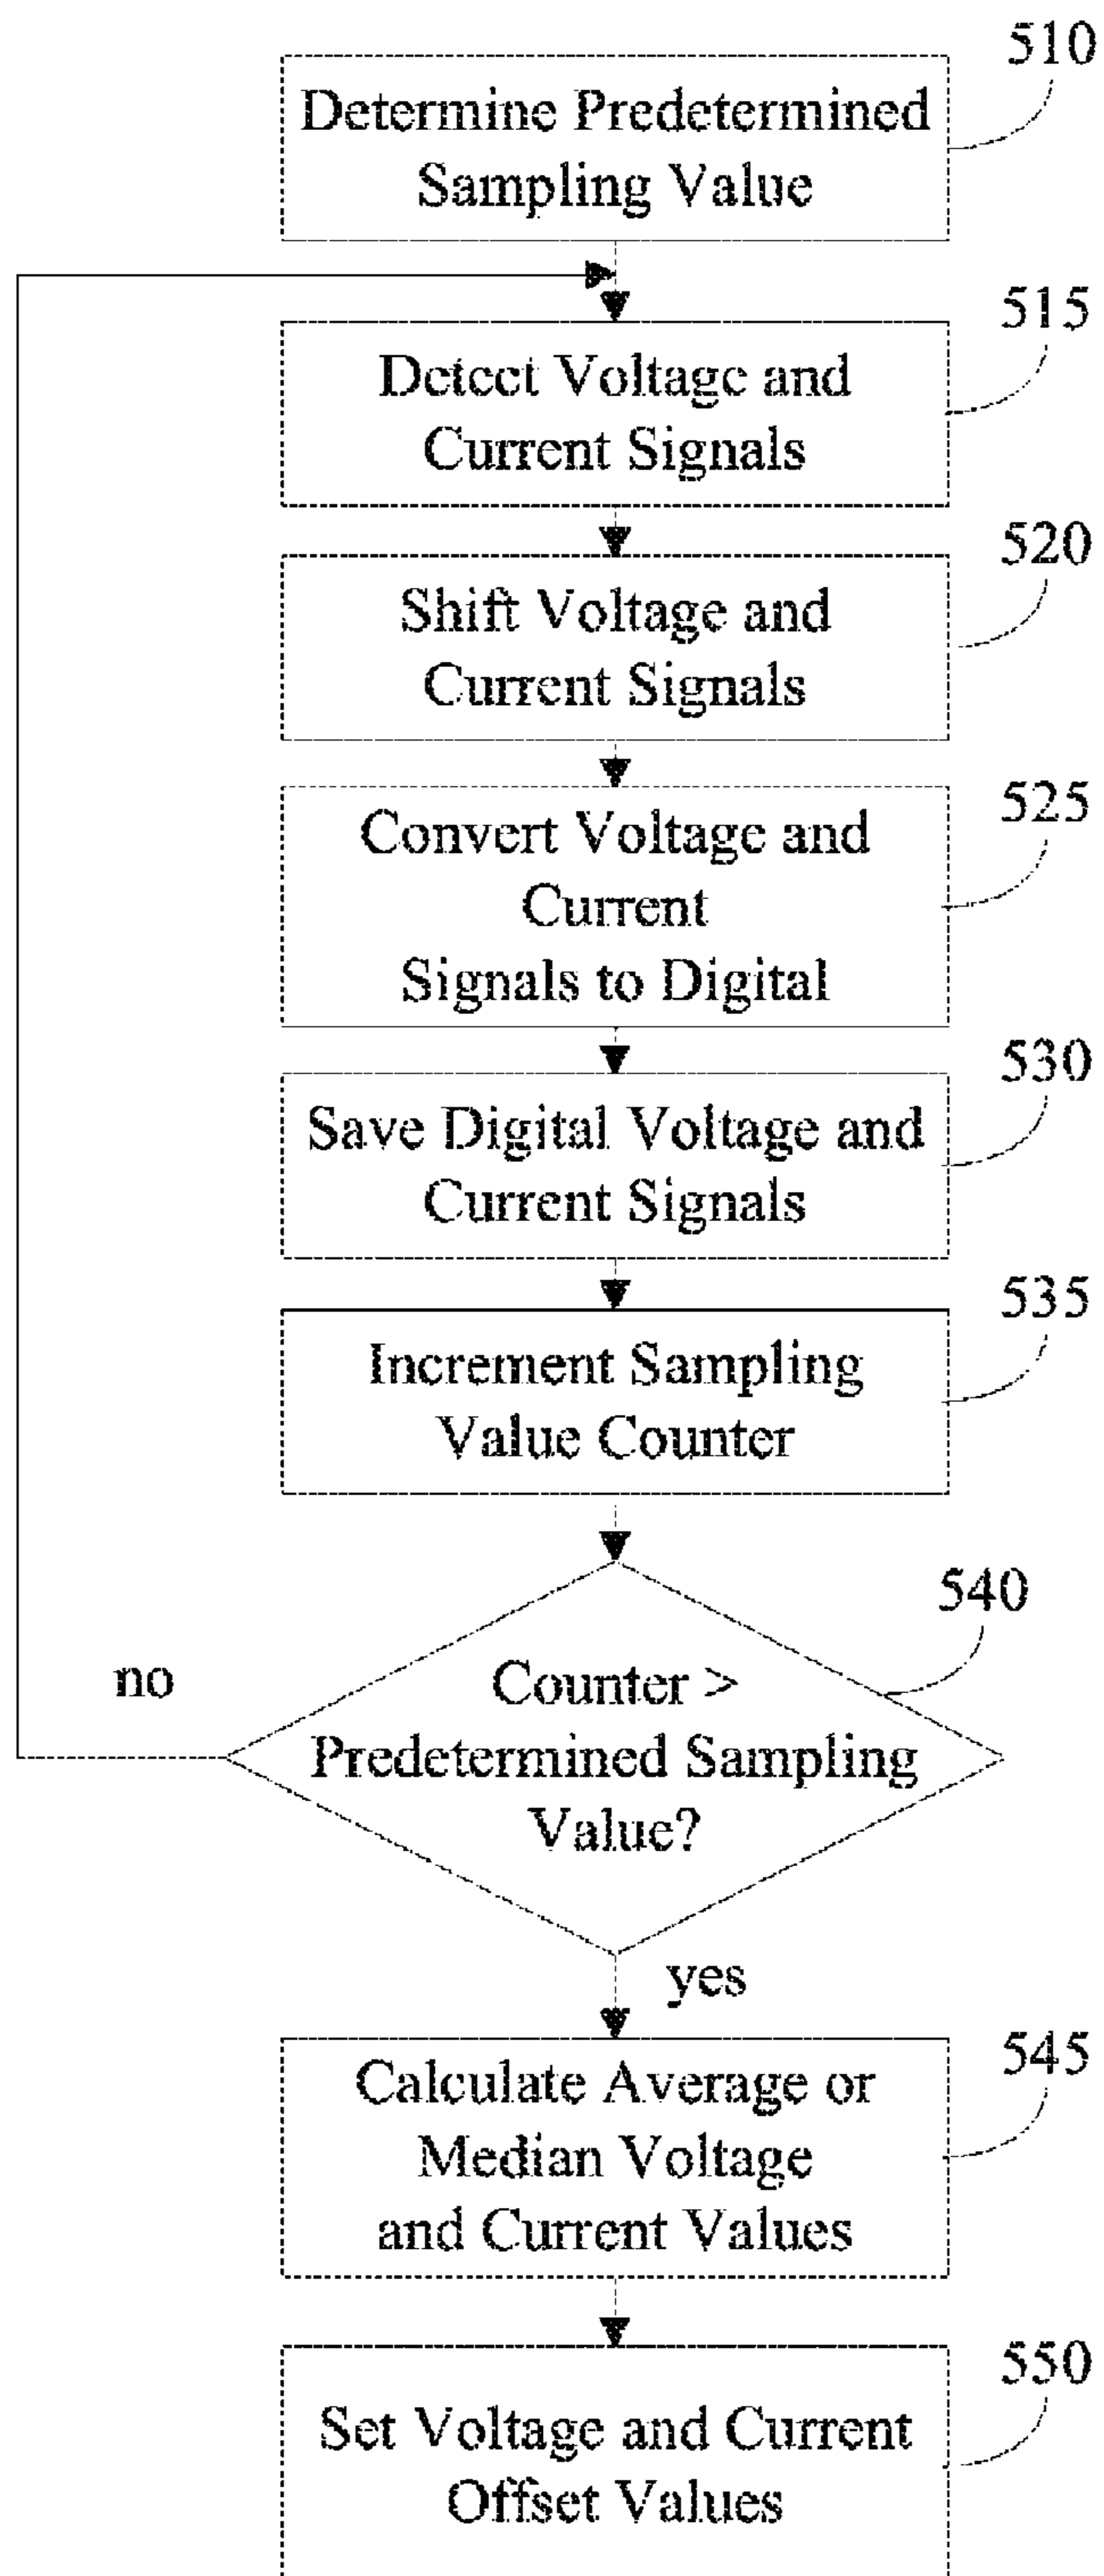 510
Determine Predetermined
Sampling Value
515
Detect Voltage and
Current Signals
520
Shift Voltage and
Current Signals
525
Convert Voltage and
Current
Signals to Digital
530
Save Digital Voltage and
Current Signals
535
Increment Sampling
Value Counter
540
no
Counter >
Predetermined Sampling
Value?
yes
545
Calculate Average or
Median Voltage
and Current Values
550
Set Voltage and Current
Offset Values